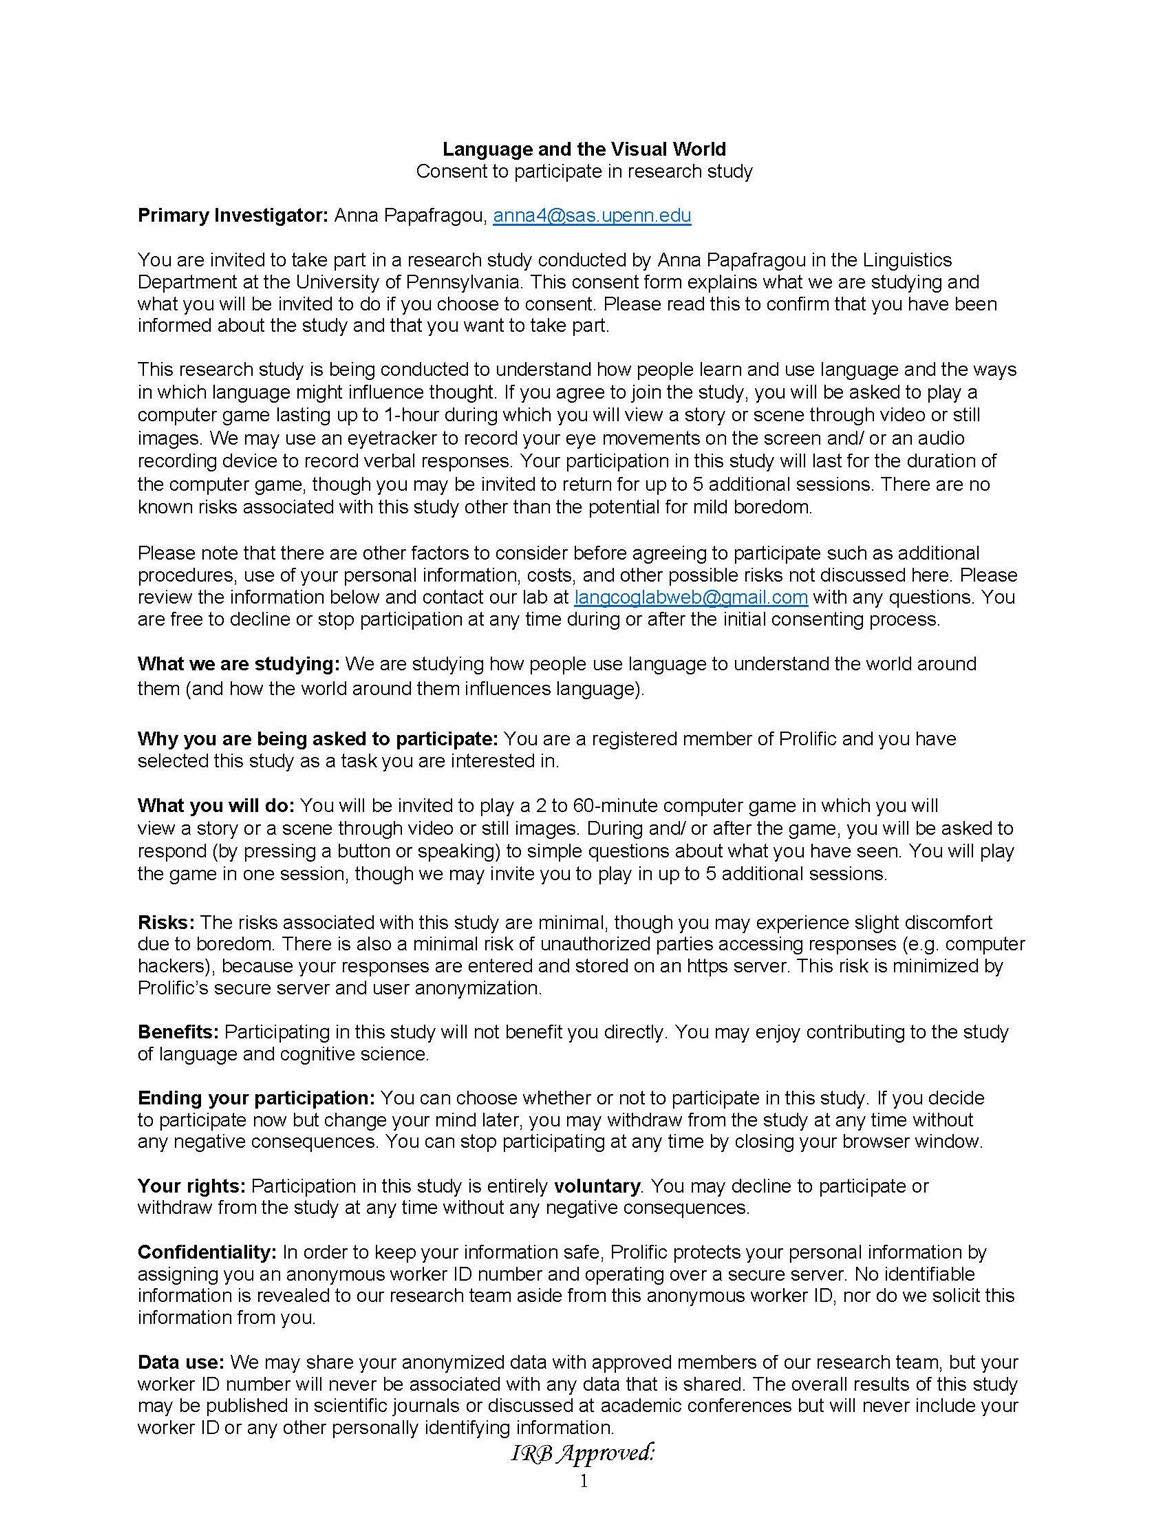 Language and the Visual World
Consent to participate in research study
Primary Investigator: Anna Papafragou, anna4@sas.upenn.edu
You are invited to take part in a research study conducted by Anna Papafragou in the Linguistics
Department at the University of Pennsylvania. This consent form explains what we are studying and
what you will be invited to do if you choose to consent. Please read this to confirm that you have been
informed about the study and that you want to take part.
This research study is being conducted to understand how people learn and use language and the ways
in which language might influence thought. If you agree to join the study, you will be asked to play a
computer game lasting up to 1-hour during which you will view a story or scene through video or still
images. We may use an eyetracker to record your eye movements on the screen and/ or an audio
recording device to record verbal responses. Your participation in this study will last for the duration of
the computer game, though you may be invited to return for up to 5 additional sessions. There are no
known risks associated with this study other than the potential for mild boredom.
Please note that there are other factors to consider before agreeing to participate such as additional
procedures, use of your personal information, costs, and other possible risks not discussed here. Please
review the information below and contact our lab at langcoglabweb@gmail.com with any questions. You
are free to decline or stop participation at any time during or after the initial consenting process.
What we are studying: We are studying how people use language to understand the world around
them (and how the world around them influences language).
Why you are being asked to participate: You are a registered member of Prolific and you have
selected this study as a task you are interested in.
What you will do: You will be invited to play a 2 to 60-minute computer game in which you will
view a story or a scene through video or still images. During and/ or after the game, you will be asked to
respond (by pressing a button or speaking) to simple questions about what you have seen. You will play
the game in one session, though we may invite you to play in up to 5 additional sessions.
Risks: The risks associated with this study are minimal, though you may experience slight discomfort
due to boredom. There is also a minimal risk of unauthorized parties accessing responses (e.g. computer
hackers), because your responses are entered and stored on an https server. This risk is minimized by
Prolific's secure server and user anonymization.
Benefits: Participating in this study will not benefit you directly. You may enjoy contributing to the study
of language and cognitive science.
Ending your participation: You can choose whether or not to participate in this study. If you decide
to participate now but change your mind later, you may withdraw from the study at any time without
any negative consequences. You can stop participating at any time by closing your browser window.
Your rights: Participation in this study is entirely voluntary. You may decline to participate or
withdraw from the study at any time without any negative consequences.
Confidentiality: In order to keep your information safe, Prolific protects your personal information by
assigning you an anonymous worker ID number and operating over a secure server. No identifiable
information is revealed to our research team aside from this anonymous worker ID, nor do we solicit this
information from you.
Data use: We may share your anonymized data with approved members of our research team, but your
worker ID number will never be associated with any data that is shared. The overall results of this study
may be published in scientific journals or discussed at academic conferences but will never include your
worker ID or any other personally identifying information.
IRB Approved:
1